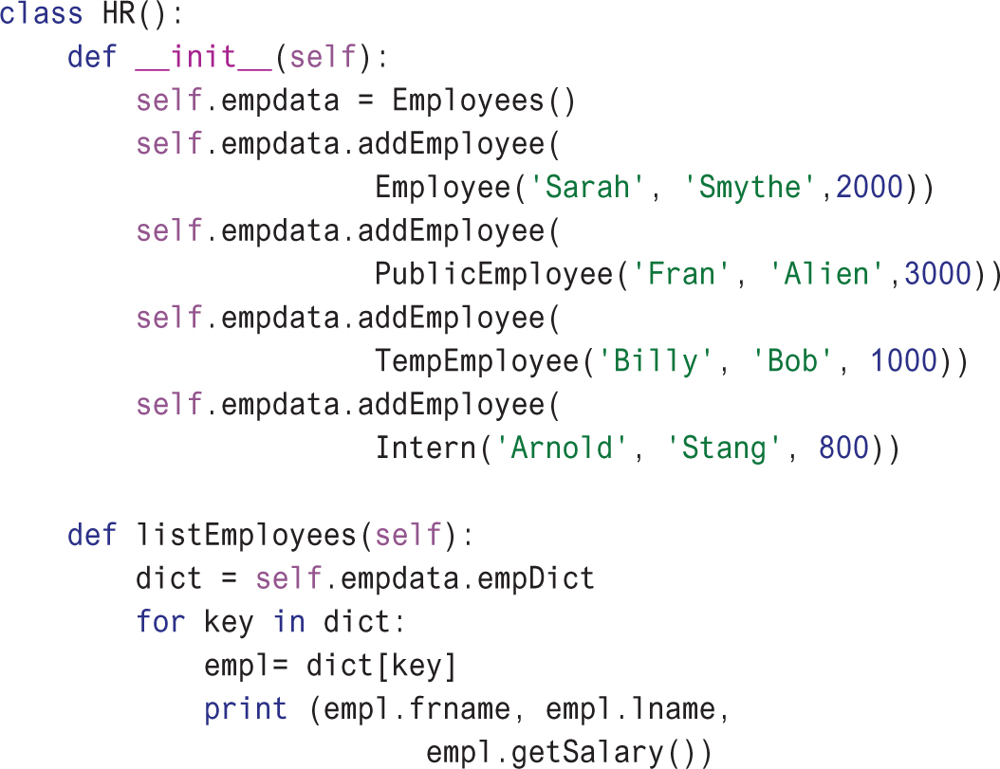 class HR():
    def __init__(self):
        self.empdata = Employees()
        self.empdata.addEmployee(
                      Employee('Sarah', 'Smythe',2000))
        self.empdata.addEmployee(
                      PublicEmployee('Fran', 'Alien',3000))
        self.empdata.addEmployee(
                      TempEmployee('Billy', 'Bob', 1000))
        self.empdata.addEmployee(
                      Intern('Arnold', 'Stang', 800))
    def listEmployees(self):
        dict = self.empdata.empDict
        for key in dict:
            empl= dict[key]
            print (empl.frname, empl.lname,
                         empl.getSalary())